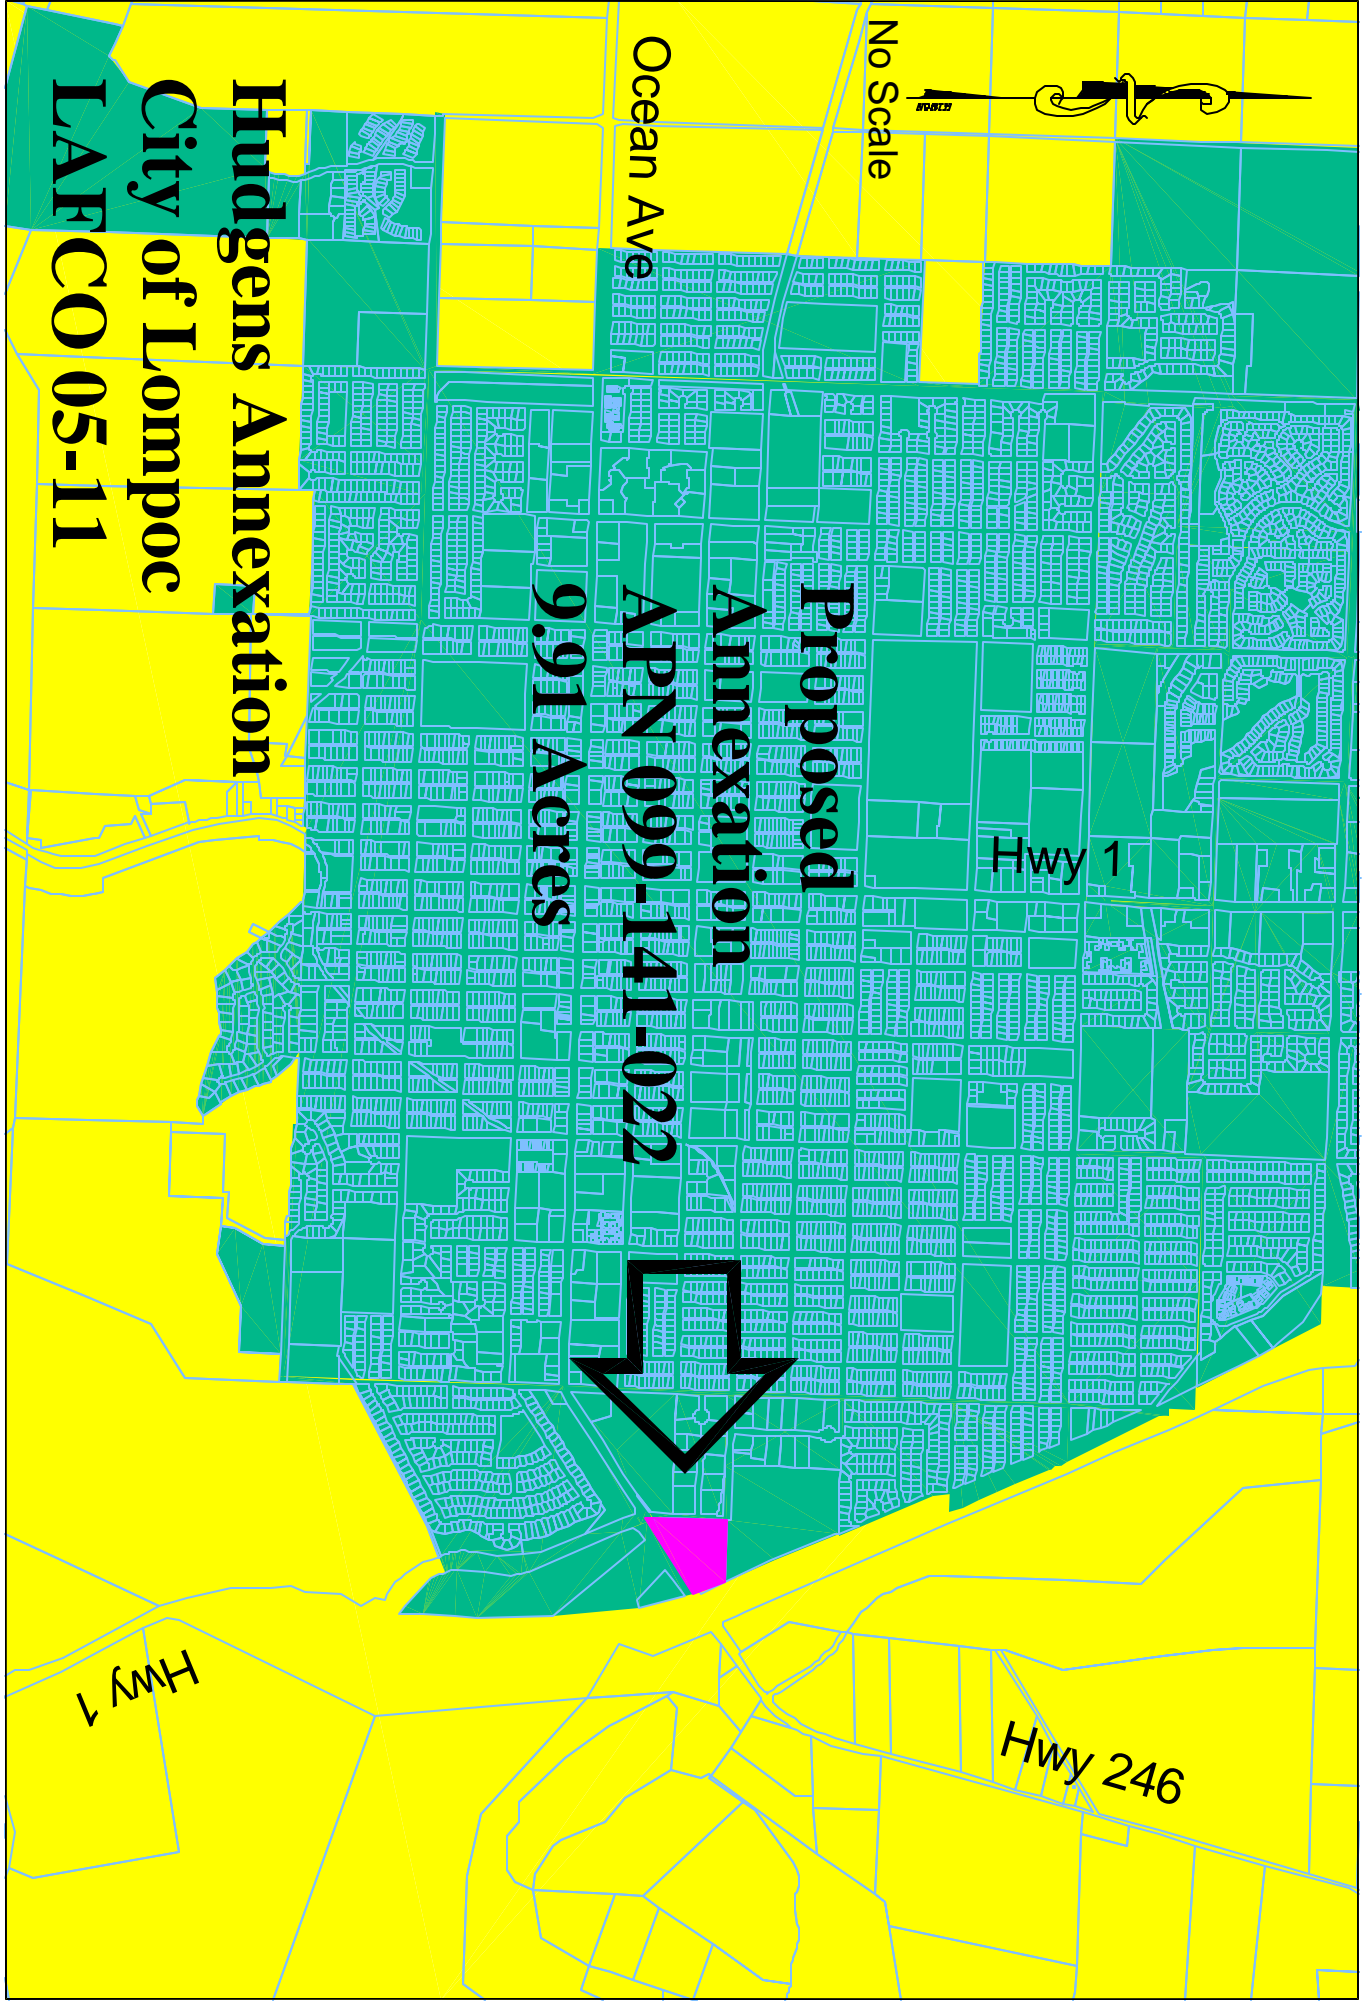 No Scale
Ocean Ave
Hwy 1
Proposed
Annexation
APN 099-141-022
9.91 Acres
Hwy 246
Hwy 1
Hudgens Annexation
City of Lompoc
LAFCO 05-11